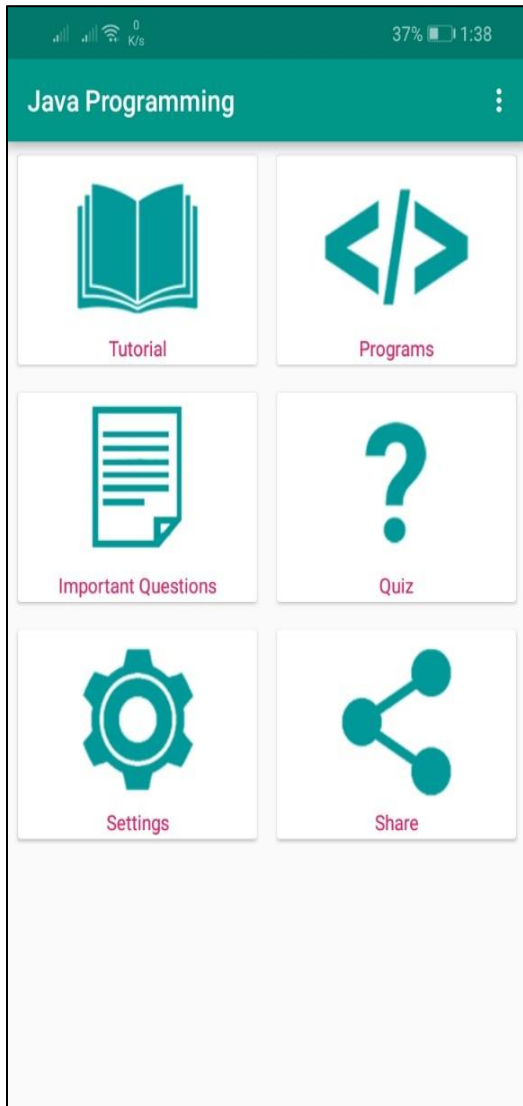 0
K/s
37% 1:38
Java Programming
Tutorial
Programs
Important Questions
Quiz
Settings
Share